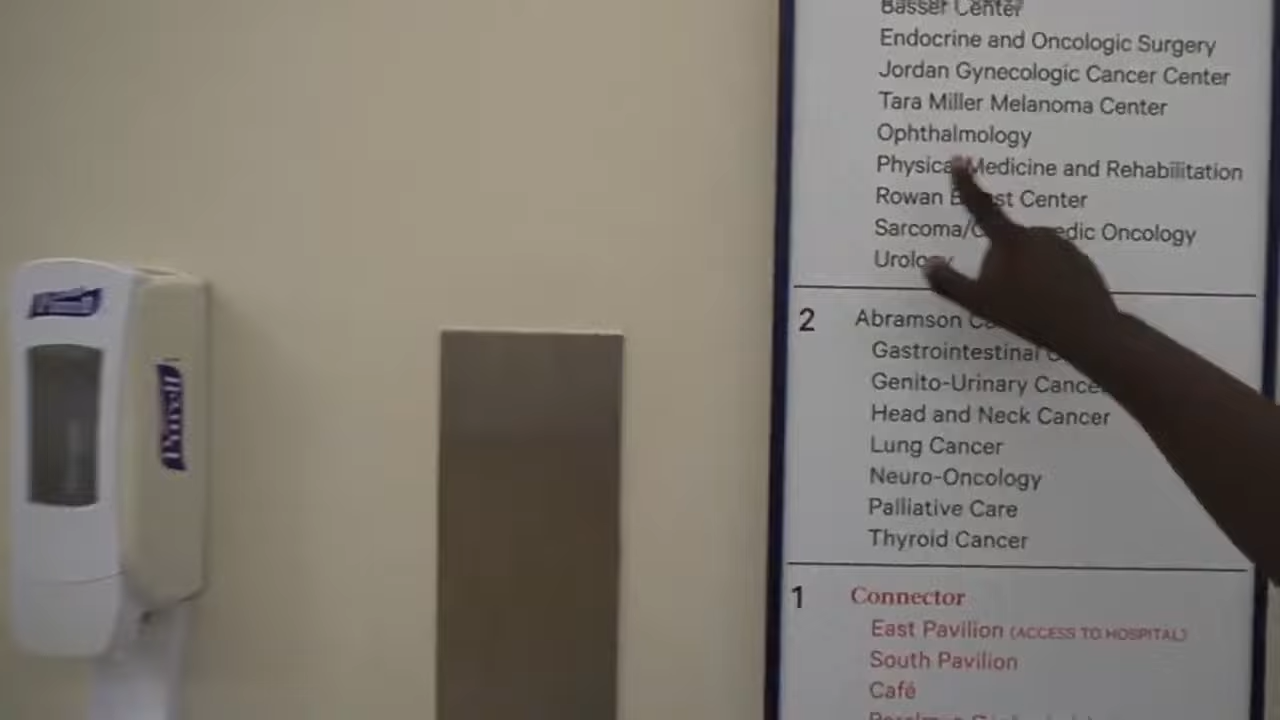 Basser Center
Endocrine and Oncologic Surgery
Jordan Gynecologic Cancer Center
Tara Miller Melanoma Center
Ophthalmology
Physical Medicine and Rehabilitation
Rowan Breast Center
Oncology
Urology
2 Abramson
Gastrointestinal
Genito-Urinary Cancer
Head and Neck Cancer
Lung Cancer
Neuro-Oncology
Palliative Care
Thyroid Cancer
1 Connector
East Pavilion (ACCESS TO HOSPITAL)
South Pavilion
Café
Purell
Purell